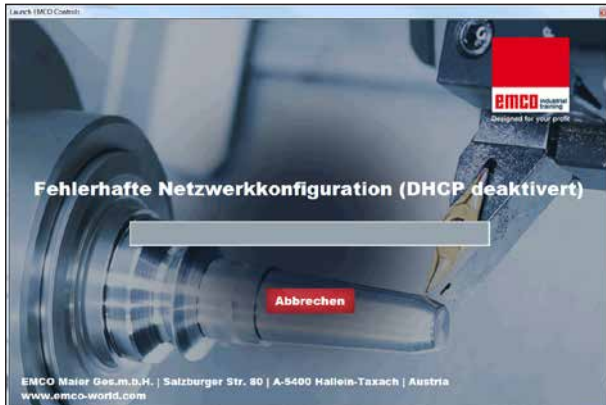 Launch EMCO Controls
emco industrial training
Designed for your profit
Fehlerhafte Netzwerkkonfiguration (DHCP deaktivert)
Abbrechen
EMCO Maier Ges.m.b.H. | Salzburger Str. 80 | A-5400 Hallein-Taxach | Austria
www.emco-world.com